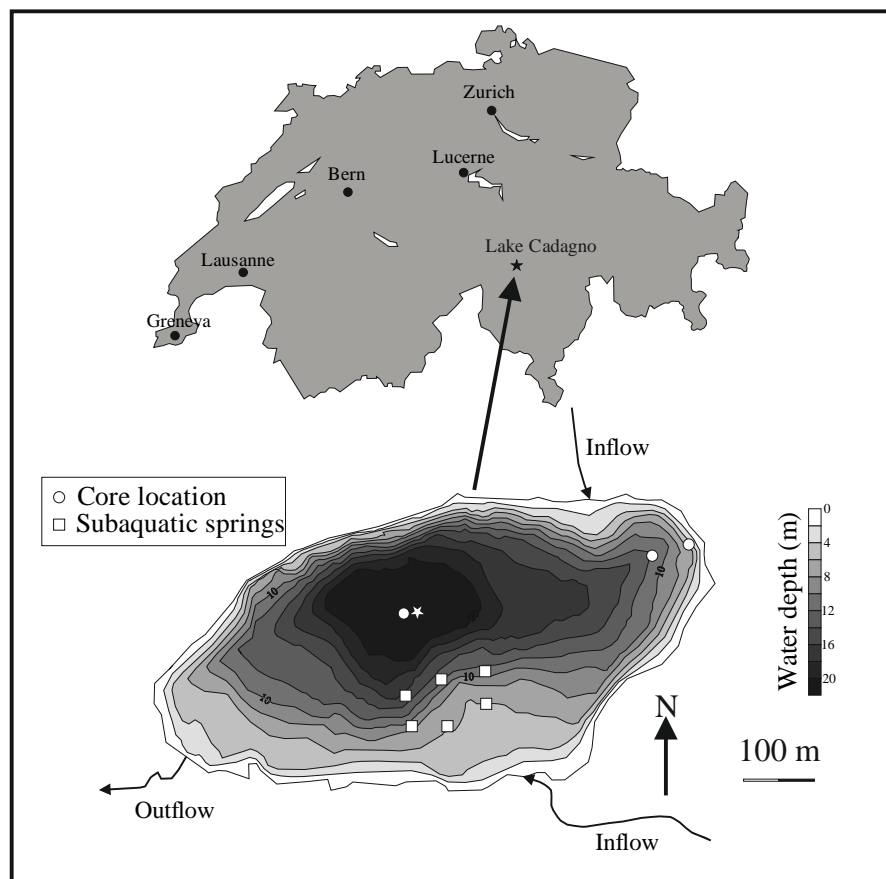 Zurich
Lucerne
Bern
Lake Cadagno
Lausanne
Greneva
Inflow
Core location
Subaquatic springs
Water depth (m)
0
4
8
12
16
20
10
10
10
10
N
100 m
Outflow
Inflow